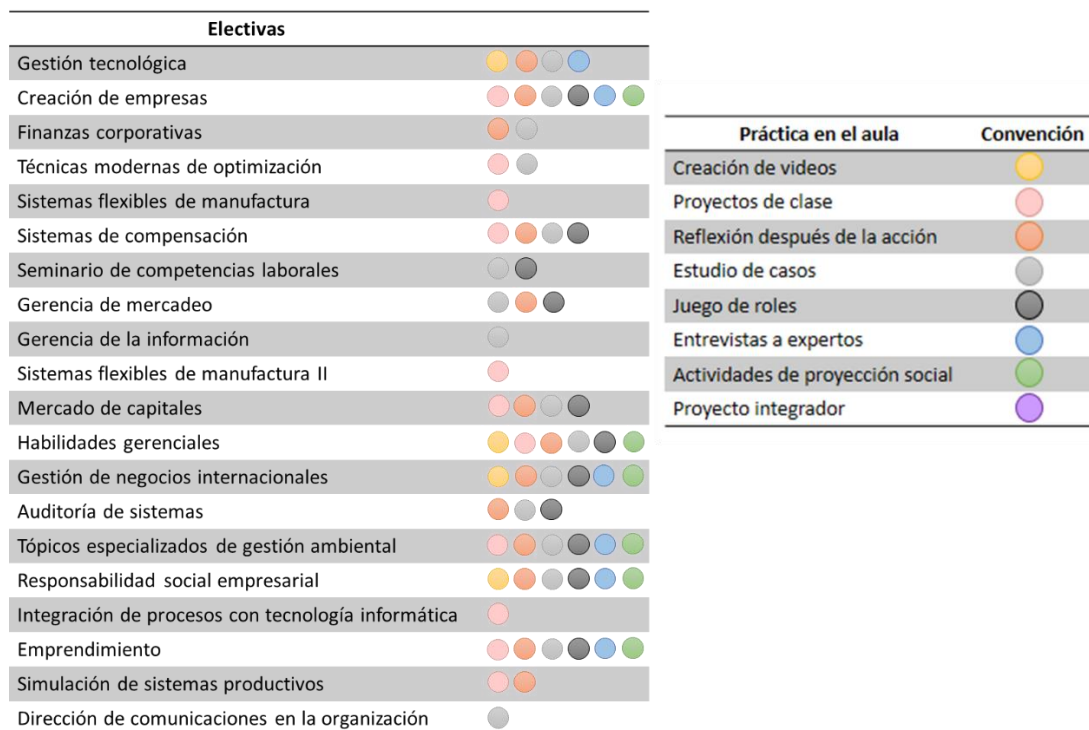 Electivas
Gestión tecnológica
Creación de empresas
Finanzas corporativas
Técnicas modernas de optimización
Sistemas flexibles de manufactura
Sistemas de compensación
Seminario de competencias laborales
Gerencia de mercadeo
Gerencia de la información
Sistemas flexibles de manufactura II
Mercado de capitales
Habilidades gerenciales
Gestión de negocios internacionales
Auditoría de sistemas
Tópicos especializados de gestión ambiental
Responsabilidad social empresarial
Integración de procesos con tecnología informática
Emprendimiento
Simulación de sistemas productivos
Dirección de comunicaciones en la organización
Práctica en el aula Convención
Creación de videos
Proyectos de clase
Reflexión después de la acción
Estudio de casos
Juego de roles
Entrevistas a expertos
Actividades de proyección social
Proyecto integrador